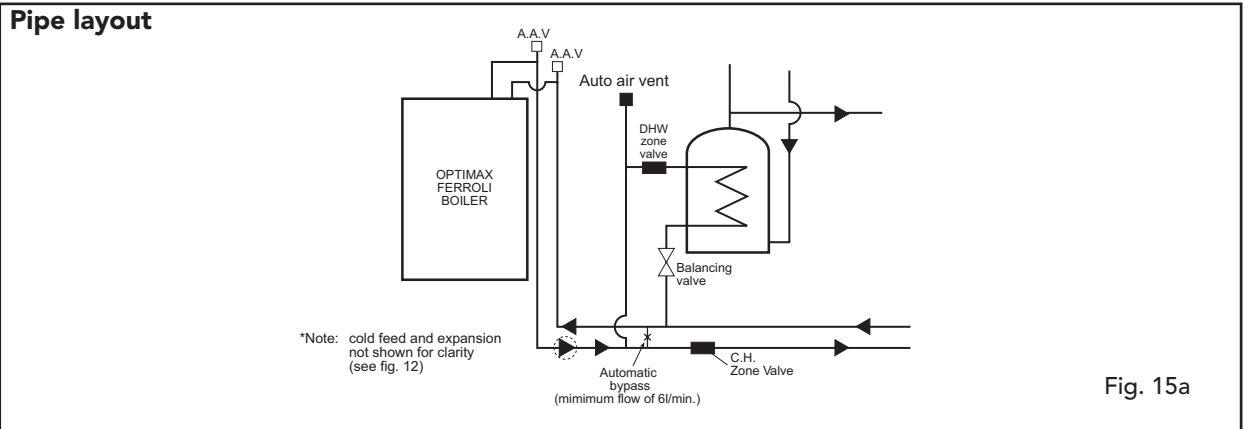 Pipe layout
A.A.V
A.A.V
Auto air vent
DHW
zone
valve
OPTIMAX
FERROLI
BOILER
Balancing
valve
*Note: cold feed and expansion
not shown for clarity
(see fig. 12)
Automatic
bypass
(mimimum flow of 6l/min.)
C.H.
Zone Valve
Fig. 15a